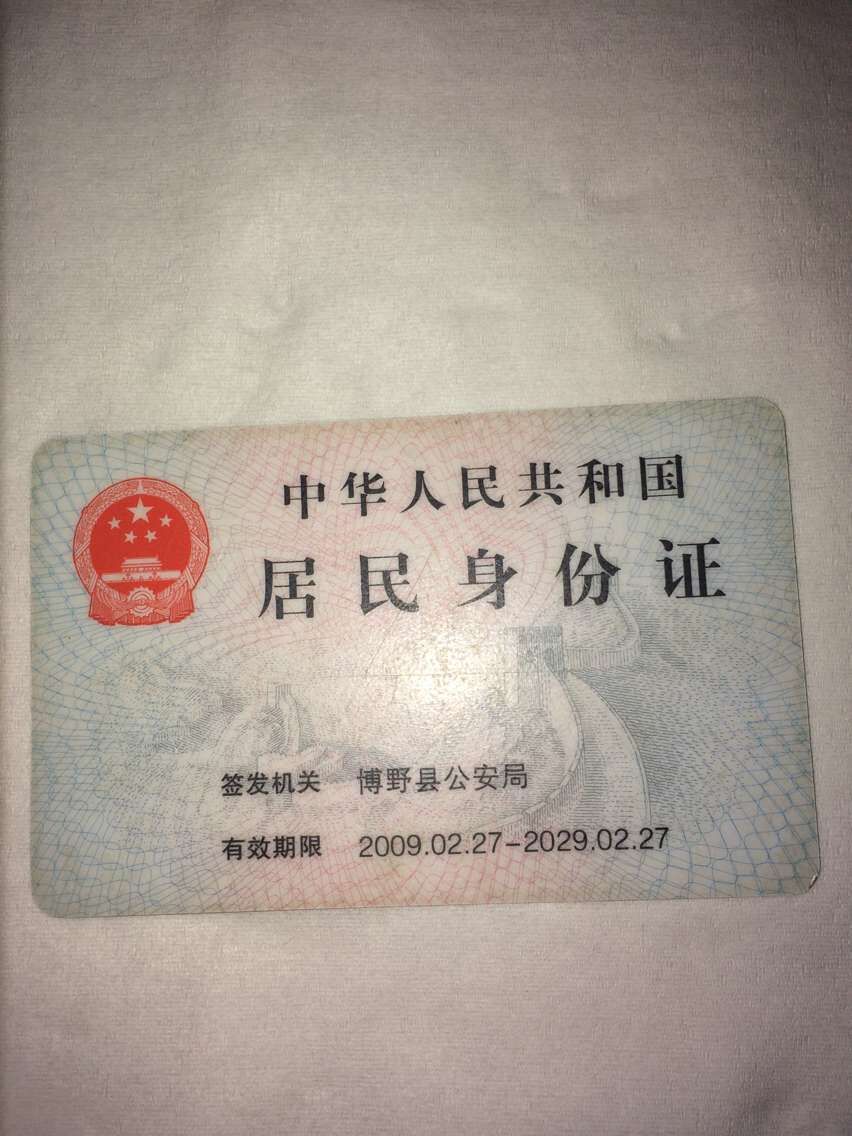 中华人民共和国
居民身份证
签发机关 博野县公安局
有效期限 2009.02.27-2029.02.27